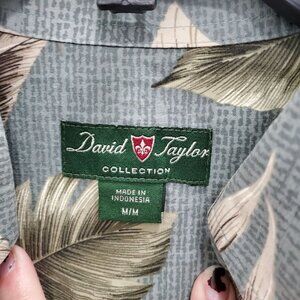 David Taylor
COLLECTION
MADE IN
INDONESIA
M/M